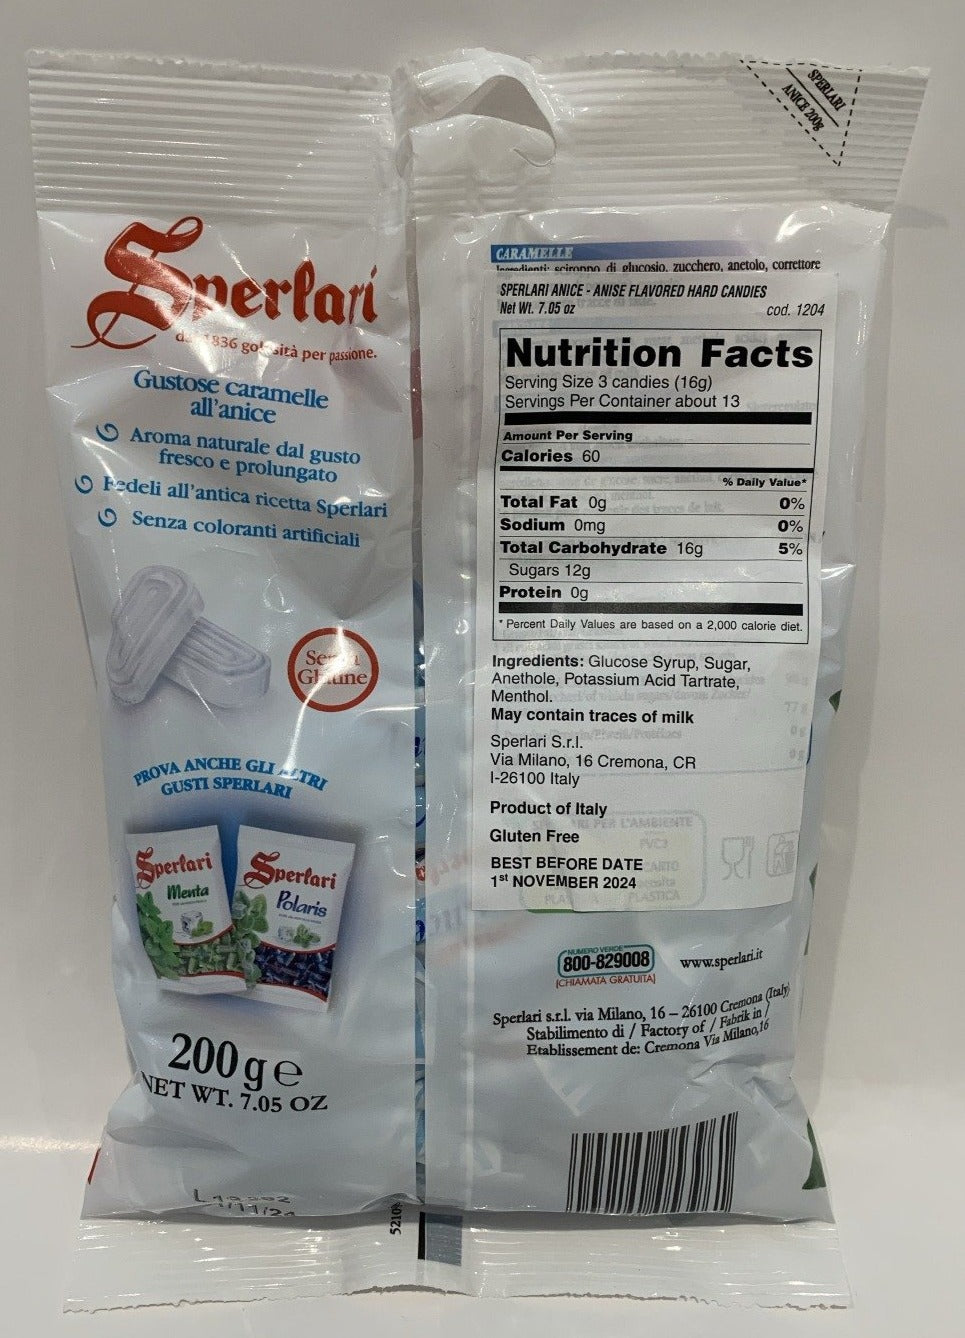 SPERLARI
ANICE 200g
Sperlari
dal 1836 golosità per passione.
Gustose caramelle
all'anice
Aroma naturale dal gusto
fresco e prolungato
Fedeli all'antica ricetta Sperlari
Senza coloranti artificiali
Senza
Glutine
PROVA ANCHE GLI ALTRI
GUSTI SPERLARI
Sperlari
Menta
Sperlari
Polaris
200 g e
NET WT. 7.05 OZ
CARAMELLE
Ingredienti: sciroppo di glucosio, zucchero, anetolo, correttore
SPERLARI ANICE - ANISE FLAVORED HARD CANDIES
Net Wt. 7.05 oz
cod. 1204
Nutrition Facts
Serving Size 3 candies (16g)
Servings Per Container about 13
Amount Per Serving
Calories 60
% Daily Value*
Total Fat 0g 0%
Sodium 0mg 0%
Total Carbohydrate 16g 5%
Sugars 12g
Protein 0g
* Percent Daily Values are based on a 2,000 calorie diet.
Ingredients: Glucose Syrup, Sugar,
Anethole, Potassium Acid Tartrate,
Menthol.
May contain traces of milk
Sperlari S.r.l.
Via Milano, 16 Cremona, CR
I-26100 Italy
Product of Italy
Gluten Free
BEST BEFORE DATE
1st NOVEMBER 2024
NUMERO VERDE
800-829008
(CHIAMATA GRATUITA)
www.sperlari.it
Sperlari s.r.l. via Milano, 16 – 26100 Cremona (Italy)
Stabilimento di / Factory of / Fabrik in /
Etablissement de: Cremona Via Milano,16